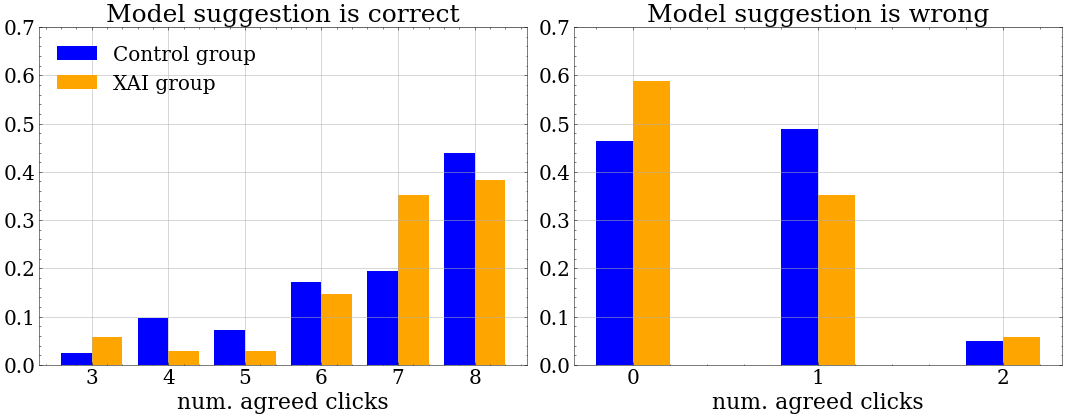 Model suggestion is correct
Control group
XAI group
0.7
0.6
0.5
0.4
0.3
0.2
0.1
0.0
3 4 5 6 7 8
num. agreed clicks
Model suggestion is wrong
0.7
0.6
0.5
0.4
0.3
0.2
0.1
0.0
0 1 2
num. agreed clicks